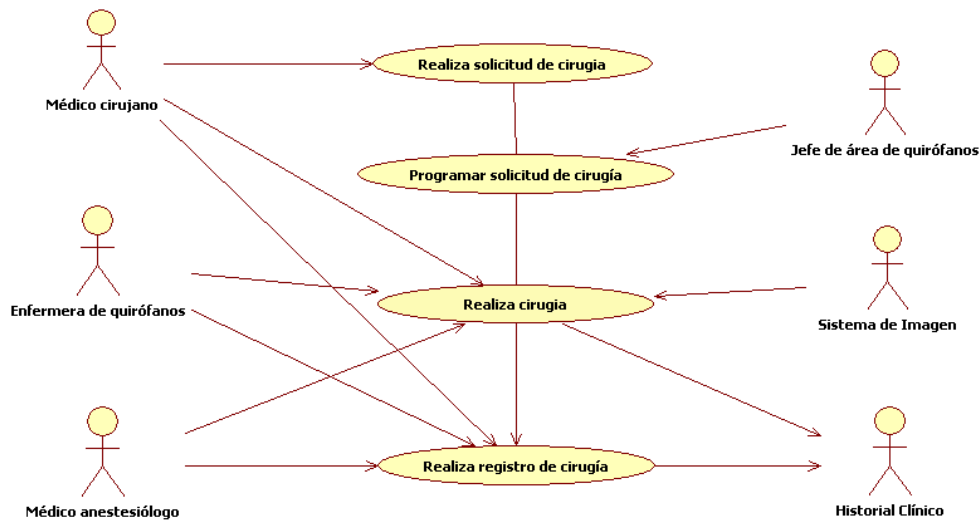 Realiza solicitud de cirugia
Médico cirujano
Jefe de área de quirófanos
Programar solicitud de cirugía
Enfermera de quirófanos
Realiza cirugia
Sistema de Imagen
Realiza registro de cirugía
Médico anestesiólogo
Historial Clínico